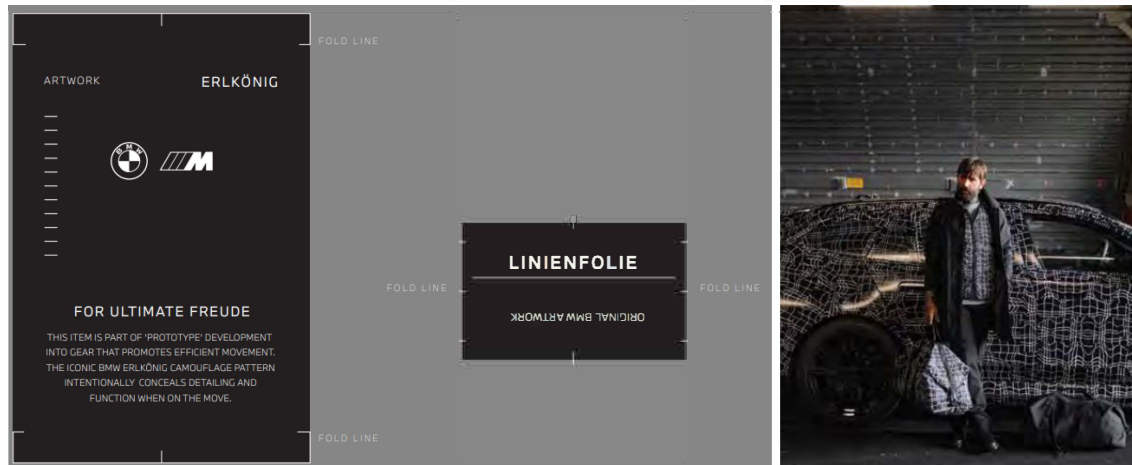 FOLD LINE
ARTWORK
ERLKÖNIG
BMW
M
FOR ULTIMATE FREUDE
THIS ITEM IS PART OF 'PROTOTYPE' DEVELOPMENT
INTO GEAR THAT PROMOTES EFFICIENT MOVEMENT.
THE ICONIC BMW ERLKÖNIG CAMOUFLAGE PATTERN
INTENTIONALLY CONCEALS DETAILING AND
FUNCTION WHEN ON THE MOVE.
FOLD LINE
FOLD LINE
LINIENFOLIE
ORIGINAL BMW ARTWORK
FOLD LINE